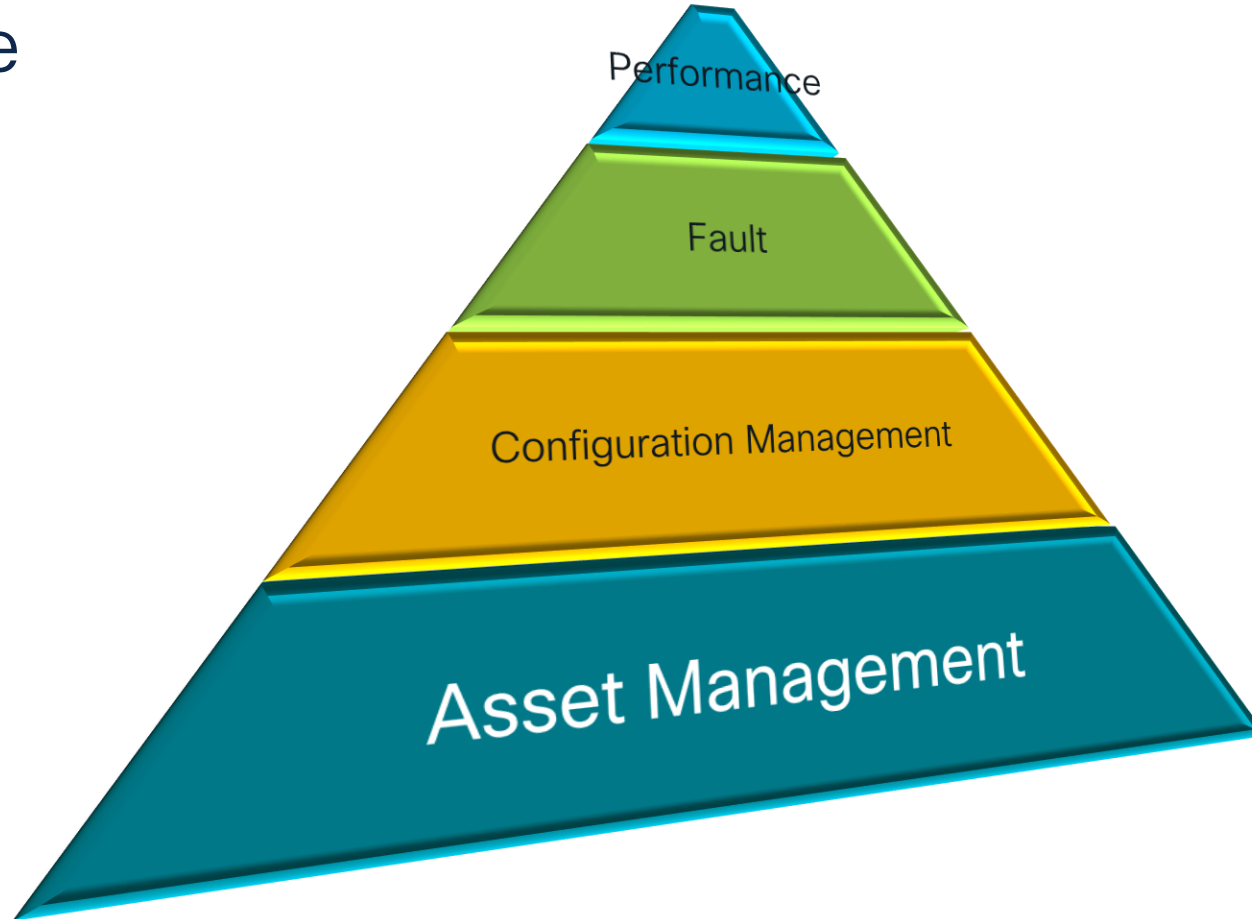 e
Performance
Fault
Configuration Management
Asset Management